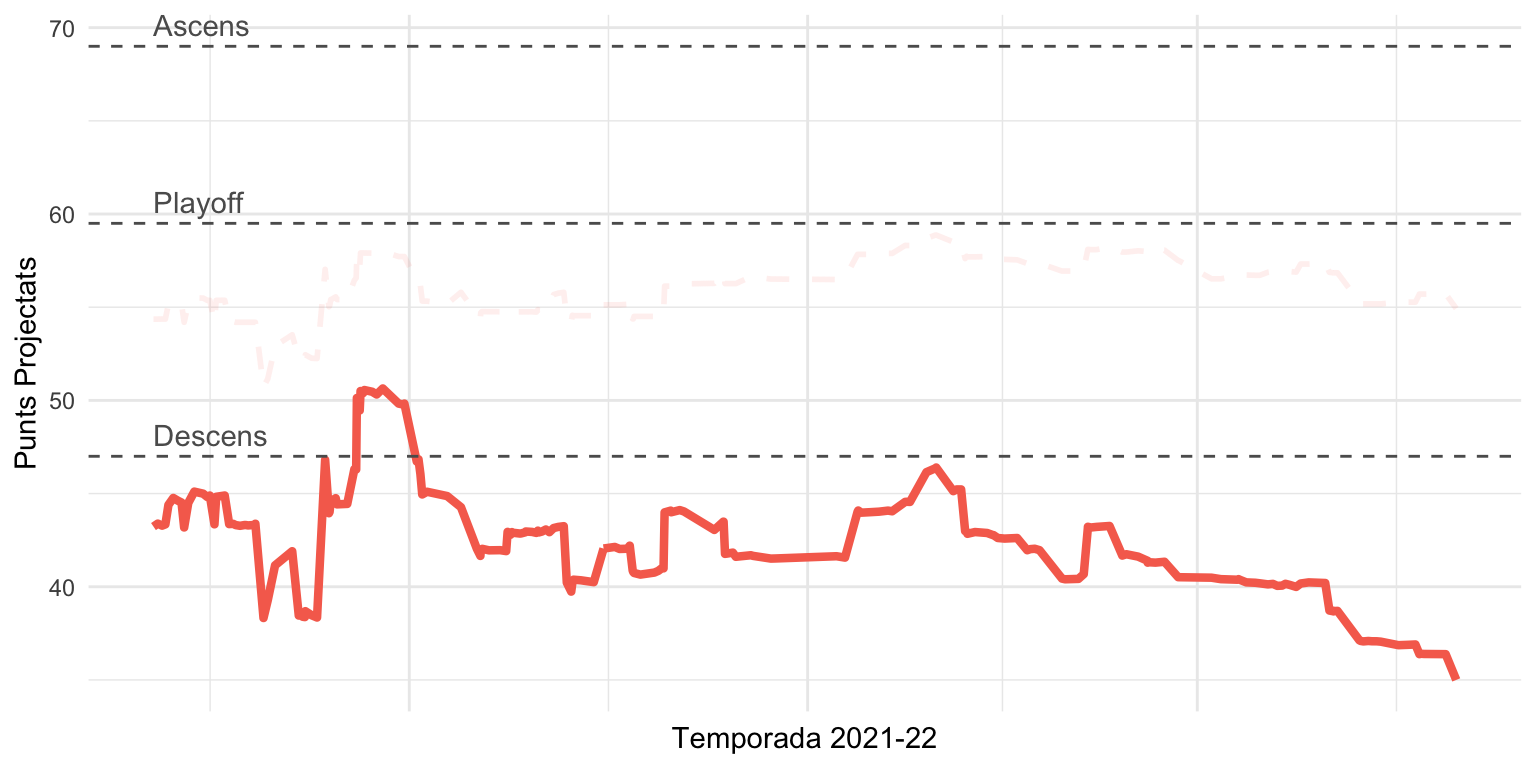 Ascens
70
Playoff
60
50
Descens
40
Punts Projectats
Temporada 2021-22